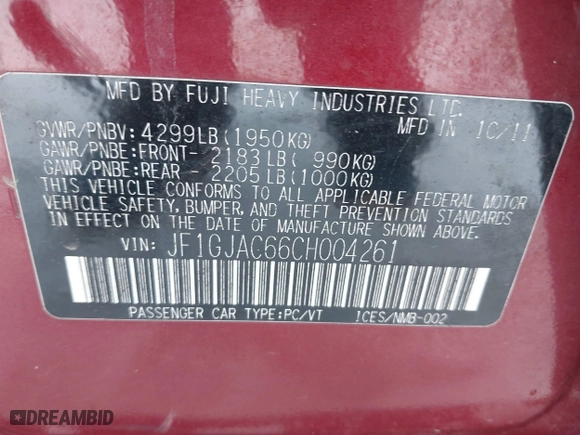 MFD BY FUJI HEAVY INDUSTRIES LTD.
GVWR/PNBV: 4299LB(1950KG) MFD IN 10/11
GAWR/PNBE:FRONT- 2183LB( 990KG)
GAWR/PNBE:REAR - 2205LB(1000KG)
THIS VEHICLE CONFORMS TO ALL APPLICABLE FEDERAL MOTOR
VEHICLE SAFETY, BUMPER, AND THEFT PREVENTION STANDARDS
IN EFFECT ON THE DATE OF MANUFACTURE SHOWN ABOVE.
VIN: JF1GJAC66CH004261
PASSENGER CAR TYPE:PC/VT ICES/NMB-002
DREAMBID